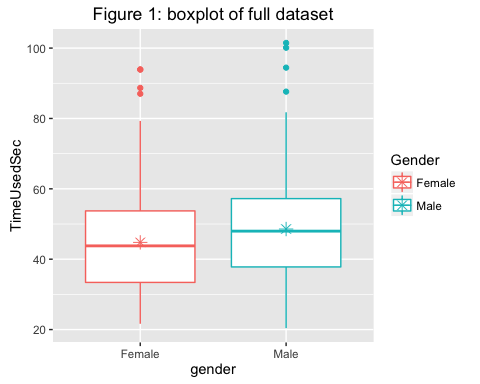 Figure 1: boxplot of full dataset
TimeUsedSec
100
80
60
40
20
Female
Male
gender
Gender
Female
Male